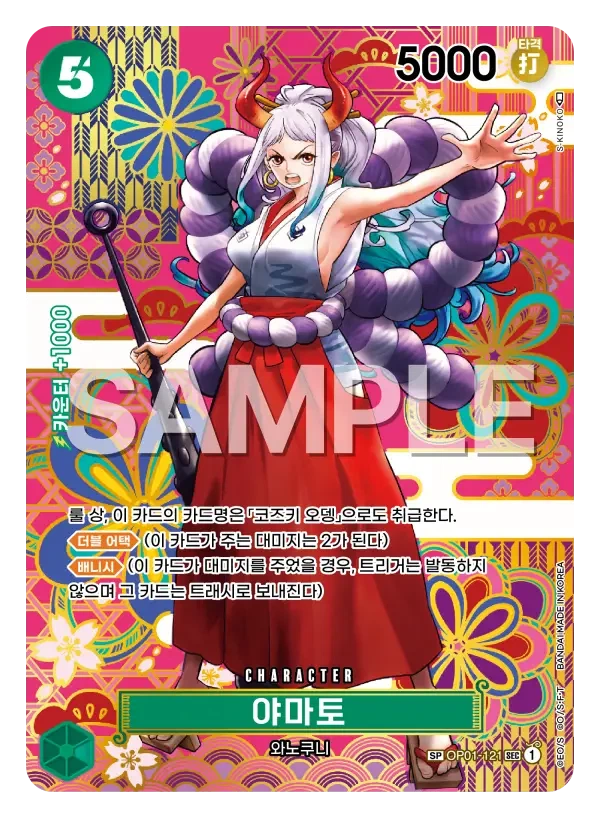 5
5000
타격
打
S-KINOKO
카운터 +1000
SAMPLE
룰 상, 이 카드의 카드명은 「코즈키 오뎅」으로도 취급한다.
더블 어택 (이 카드가 주는 대미지는 2가 된다)
배니시 (이 카드가 대미지를 주었을 경우, 트리거는 발동하지
않으며 그 카드는 트래시로 보내진다)
CHARACTER
야마토
와노쿠니
SP OP01-121 SEC 1
©EO/S ©O/S·F·T BANDAI MADE IN KOREA